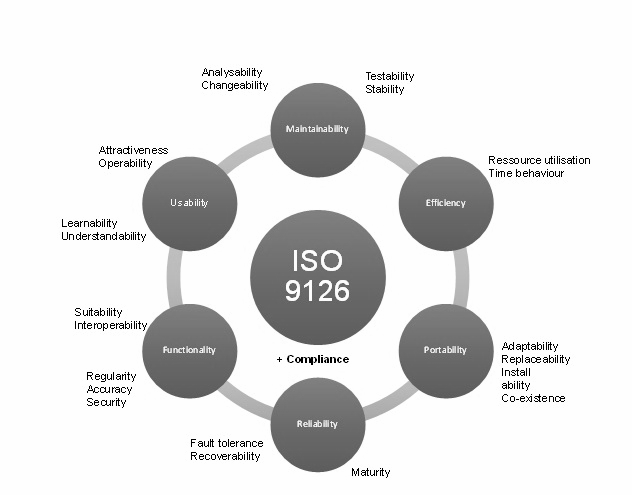 Analysability
Changeability
Testability
Stability
Maintainability
Attractiveness
Operability
Usability
Learnability
Understandability
Ressource utilisation
Time behaviour
Efficiency
ISO
9126
+ Compliance
Suitability
Interoperability
Functionality
Regularity
Accuracy
Security
Portability
Adaptability
Replaceability
Install
ability
Co-existence
Reliability
Fault tolerance
Recoverability
Maturity